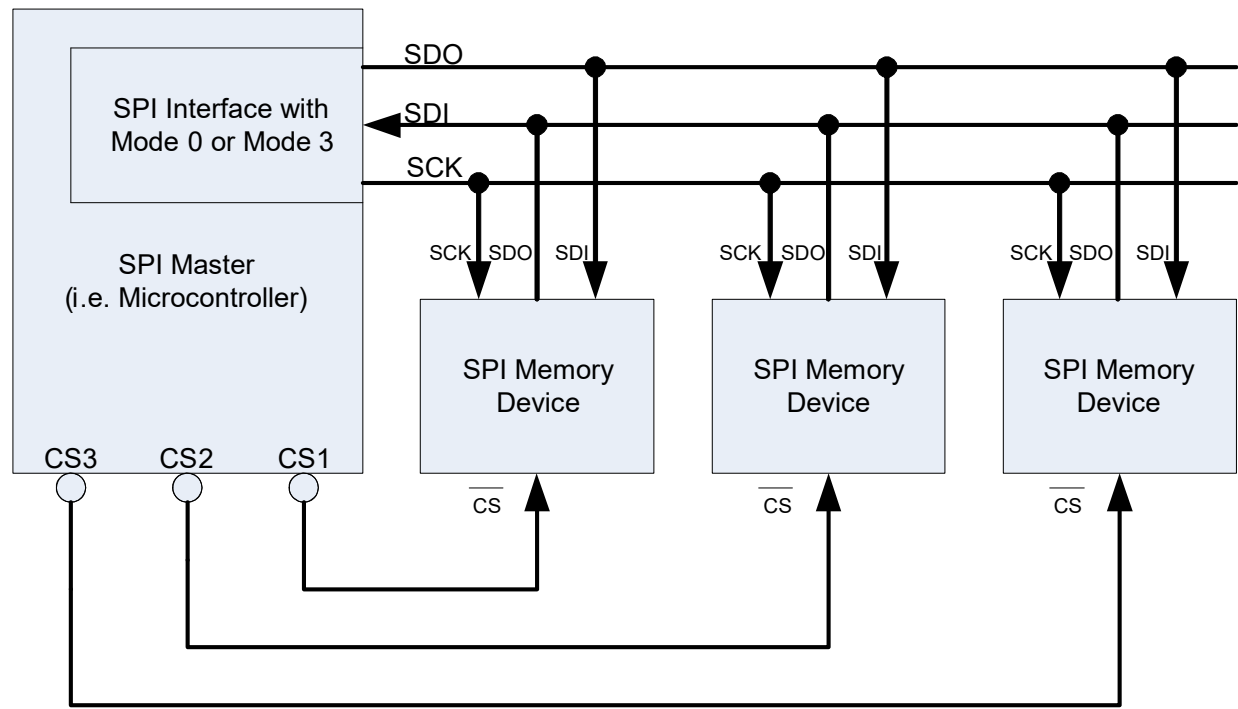 SDO
SPI Interface with
Mode 0 or Mode 3
SDI
SCK
SPI Master
(i.e. Microcontroller)
SCK SDO SDI
SCK SDO SDI
SCK SDO SDI
SPI Memory
Device
SPI Memory
Device
SPI Memory
Device
CS3 CS2 CS1
CS
CS
CS